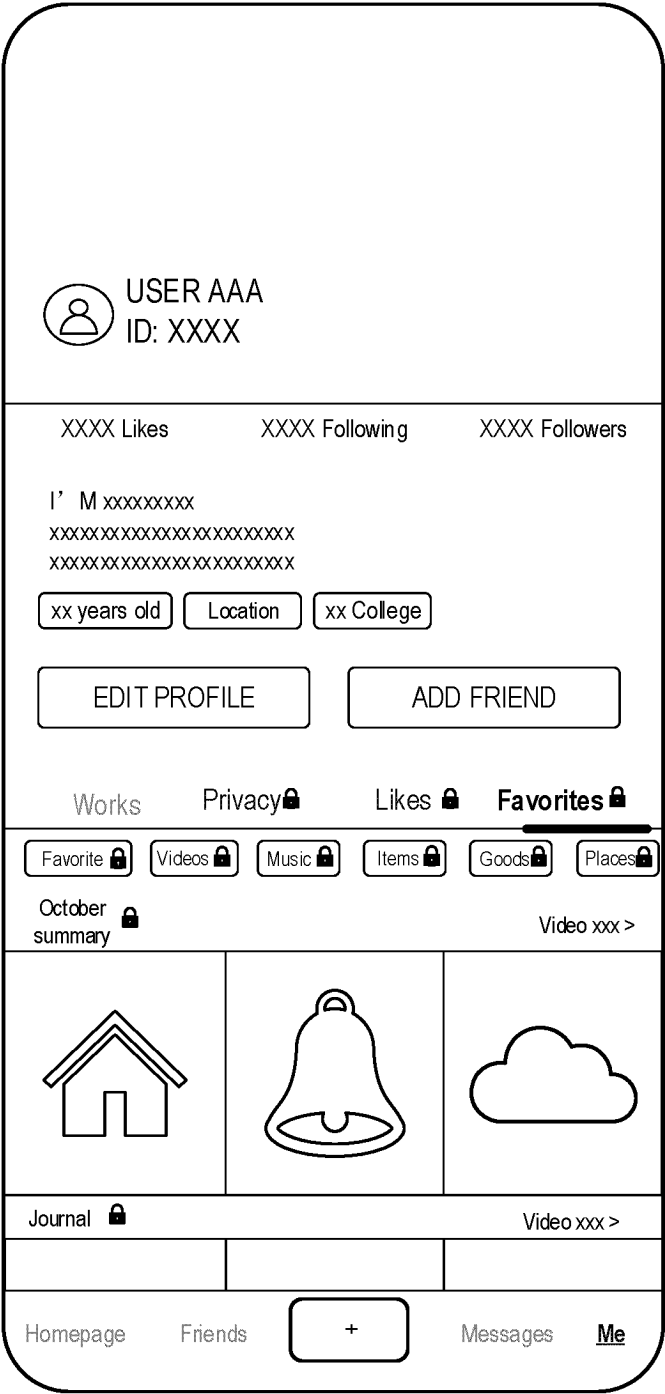 USER AAA
ID: XXXX
XXXX Likes XXXX Following XXXX Followers
I’M xxxxxxxxx
xxxxxxxxxxxxxxxxxxxxxxxx
xxxxxxxxxxxxxxxxxxxxxxxx
xx years old Location xx College
EDIT PROFILE ADD FRIEND
Works Privacy Likes Favorites
Favorite Videos Music Items Goods Places
October
summary
Video xxx >
Journal Video xxx >
Homepage Friends + Messages Me